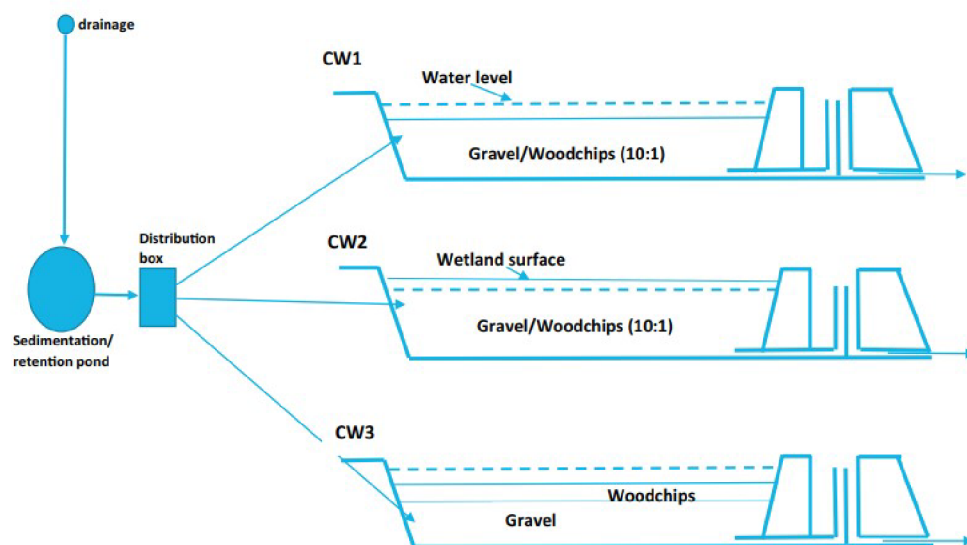 drainage
CW1
Water level
Gravel/Woodchips (10:1)
Distribution
box
CW2
Wetland surface
Gravel/Woodchips (10:1)
Sedimentation/
retention pond
CW3
Woodchips
Gravel